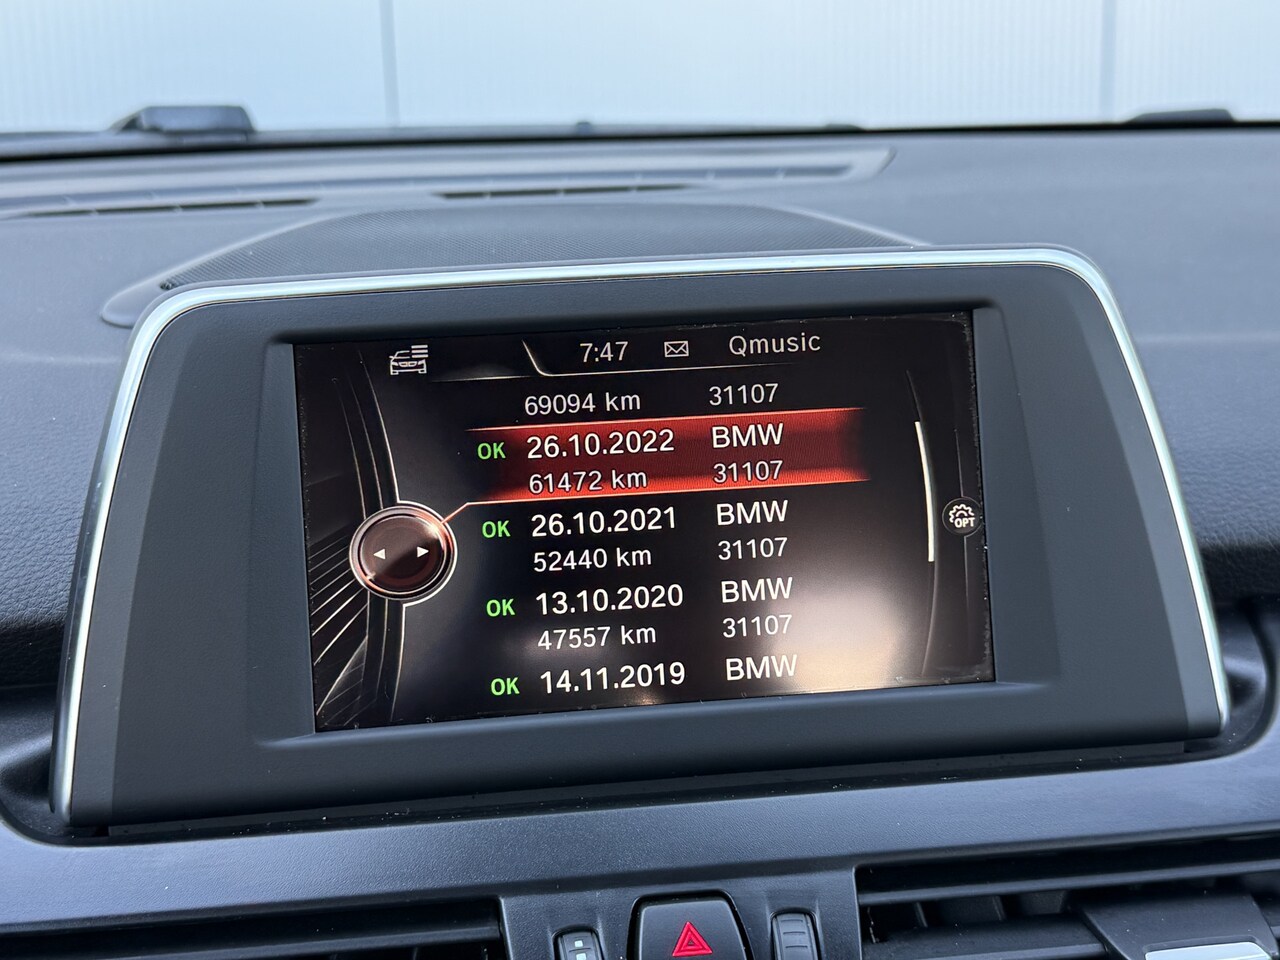 7:47 Qmusic
69094 km 31107
OK 26.10.2022 BMW
61472 km 31107
OK 26.10.2021 BMW
52440 km 31107
OK 13.10.2020 BMW
47557 km 31107
OK 14.11.2019 BMW
OPT